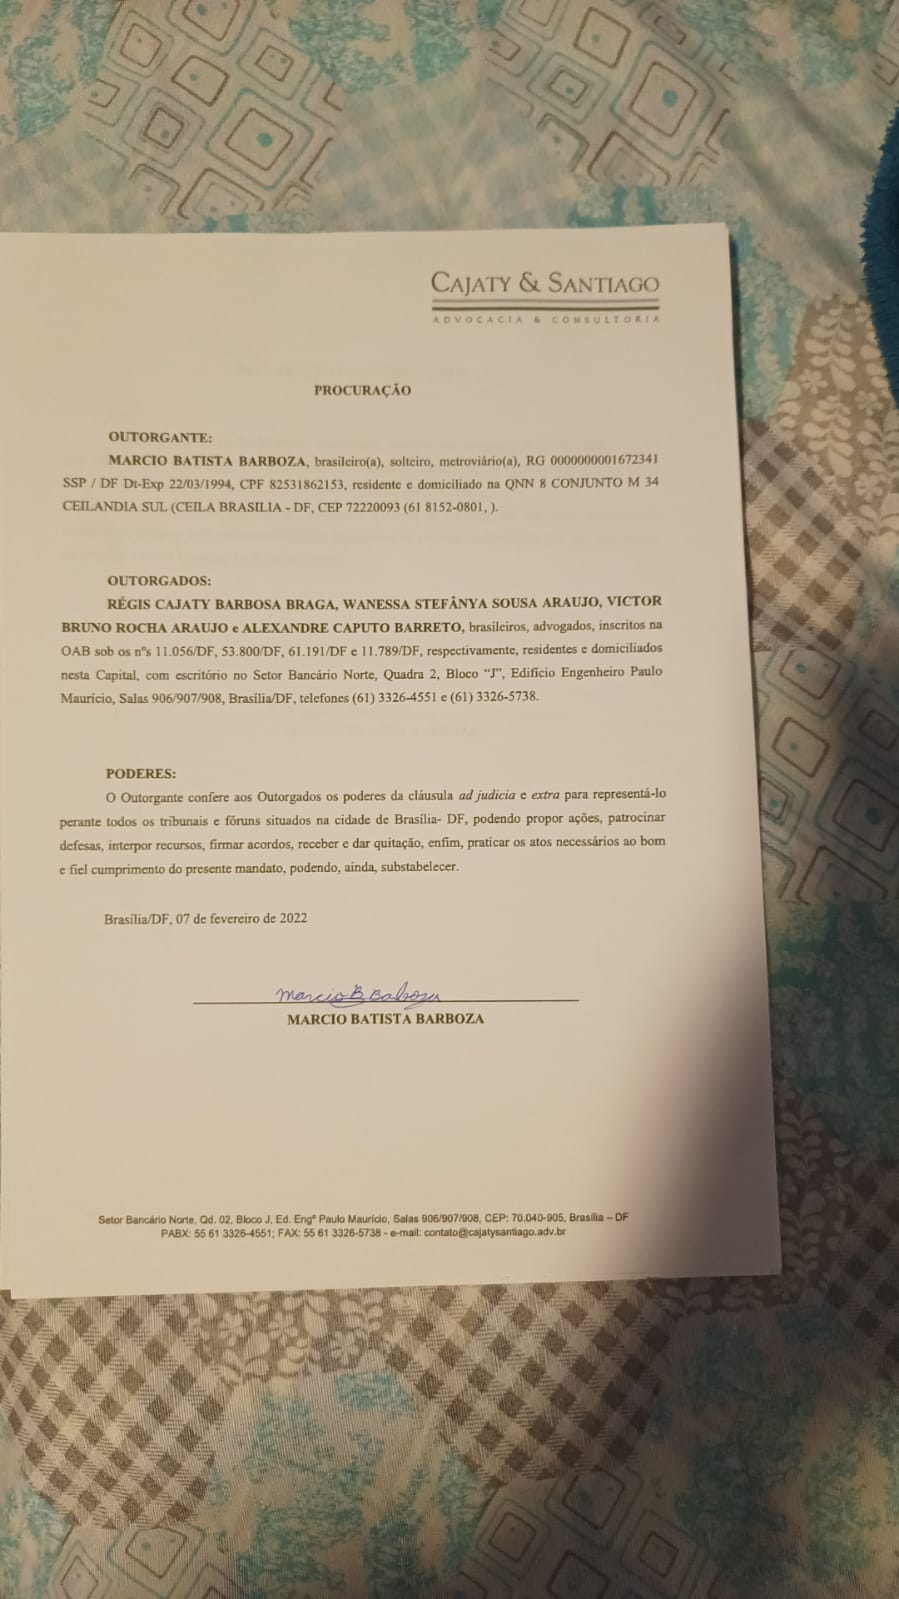 CAJATY & SANTIAGO
ADVOCACIA & CONSULTORIA
PROCURAÇÃO
OUTORGANTE:
MARCIO BATISTA BARBOZA, brasileiro(a), solteiro, metroviário(a), RG 0000000001672341
SSP / DF Dt-Exp 22/03/1994, CPF 82531862153, residente e domiciliado na QNN 8 CONJUNTO M 34
CEILANDIA SUL (CEILA BRASILIA - DF, CEP 72220093 (61 8152-0801, ).
OUTORGADOS:
RÉGIS CAJATY BARBOSA BRAGA, WANESSA STEFÂNYA SOUSA ARAUJO, VICTOR
BRUNO ROCHA ARAUJO e ALEXANDRE CAPUTO BARRETO, brasileiros, advogados, inscritos na
OAB sob os nºs 11.056/DF, 53.800/DF, 61.191/DF e 11.789/DF, respectivamente, residentes e domiciliados
nesta Capital, com escritório no Setor Bancário Norte, Quadra 2, Bloco “J”, Edifício Engenheiro Paulo
Maurício, Salas 906/907/908, Brasília/DF, telefones (61) 3326-4551 e (61) 3326-5738.
PODERES:
O Outorgante confere aos Outorgados os poderes da cláusula ad judicia e extra para representá-lo
perante todos os tribunais e fóruns situados na cidade de Brasília- DF, podendo propor ações, patrocinar
defesas, interpor recursos, firmar acordos, receber e dar quitação, enfim, praticar os atos necessários ao bom
e fiel cumprimento do presente mandato, podendo, ainda, substabelecer.
Brasília/DF, 07 de fevereiro de 2022
Marcio B Barboza
MARCIO BATISTA BARBOZA
Setor Bancário Norte, Qd. 02, Bloco J, Ed. Engº Paulo Maurício, Salas 906/907/908, CEP: 70.040-905, Brasília – DF
PABX: 55 61 3326-4551; FAX: 55 61 3326-5738 - e-mail: contato@cajatysantiago.adv.br